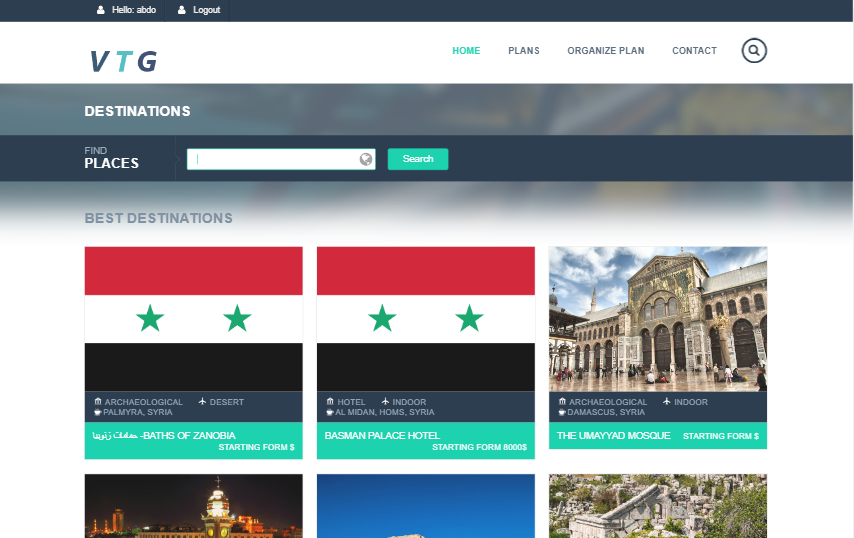 Hello: abdo Logout
VTG
HOME PLANS ORGANIZE PLAN CONTACT
DESTINATIONS
FIND
PLACES
Search
BEST DESTINATIONS
ARCHAEOLOGICAL DESERT
PALMYRA, SYRIA
حمامات زنوبيا -BATHS OF ZANOBIA
STARTING FORM $
HOTEL INDOOR
AL MIDAN, HOMS, SYRIA
BASMAN PALACE HOTEL
STARTING FORM 8000$
ARCHAEOLOGICAL INDOOR
DAMASCUS, SYRIA
THE UMAYYAD MOSQUE STARTING FORM $